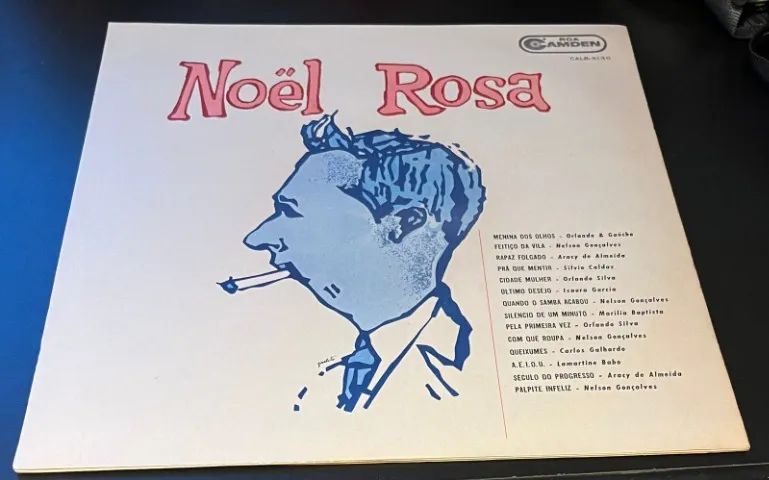 RCA
CAMDEN
Noël Rosa
MENINA DOS OLHOS - Orlando & Gaúcho
FEITIÇO DA VILA - Nelson Gonçalves
RAPAZ FOLGADO - Aracy de Almeida
PRÁ QUE MENTIR - Silvio Caldas
CIDADE MULHER - Orlando Silva
ÚLTIMO DESEJO - Isaura Garcia
QUANDO O SAMBA ACABOU - Nelson Gonçalves
SILÊNCIO DE UM MINUTO - Marília Baptista
PELA PRIMEIRA VEZ - Orlando Silva
COM QUE ROUPA - Nelson Gonçalves
QUEIXUMES - Carlos Galhardo
A.E.I.O.U. - Lamartine Babo
SÉCULO DO PROGRESSO - Aracy de Almeida
PALPITE INFELIZ - Nelson Gonçalves